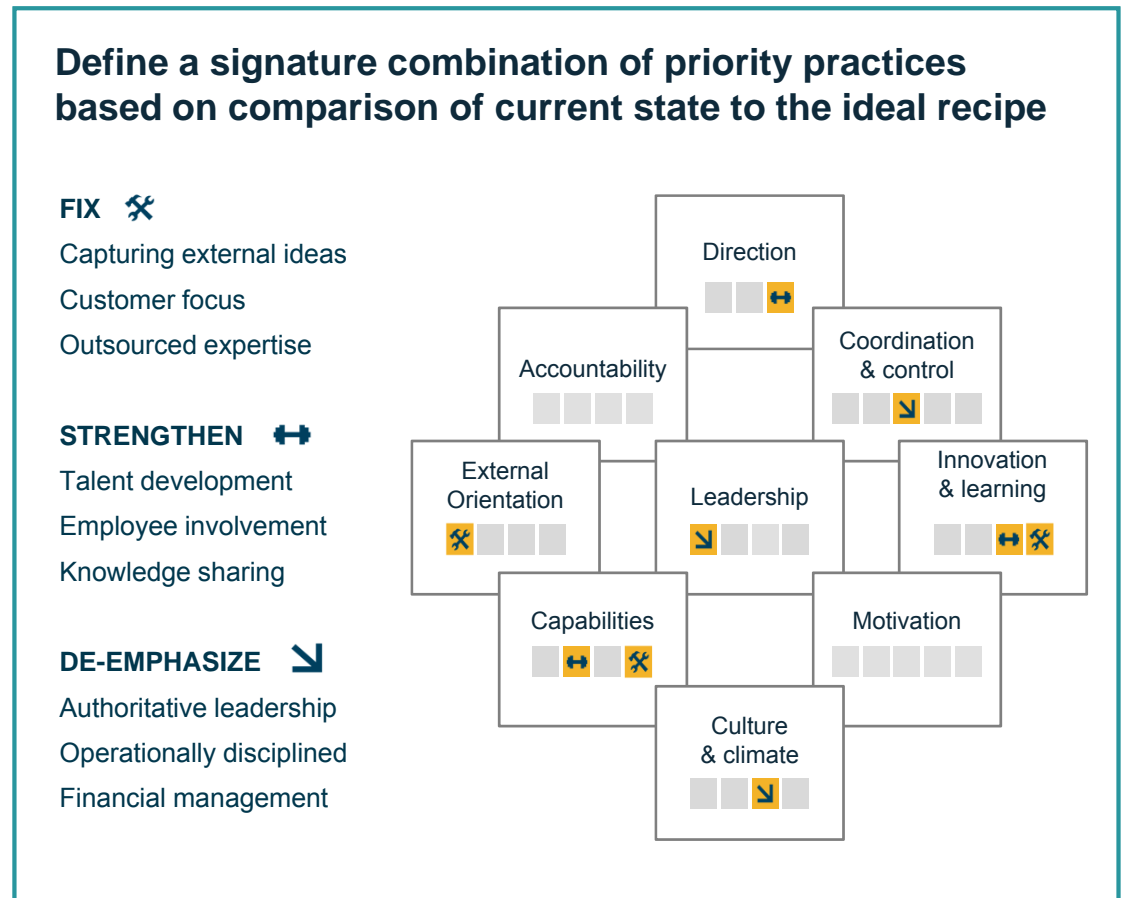 Define a signature combination of priority practices
based on comparison of current state to the ideal recipe
FIX
Capturing external ideas
Customer focus
Outsourced expertise
STRENGTHEN
Talent development
Employee involvement
Knowledge sharing
DE-EMPHASIZE
Authoritative leadership
Operationally disciplined
Financial management
Direction
Accountability
Coordination
& control
External
Orientation
Leadership
Innovation
& learning
Capabilities
Motivation
Culture
& climate